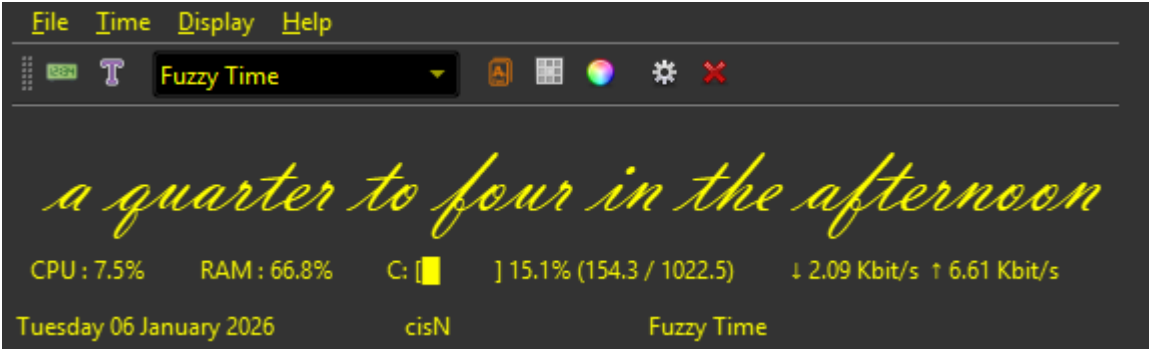 File Time Display Help
1234 T Fuzzy Time A
a quarter to four in the afternoon
CPU : 7.5% RAM : 66.8% C: [█ ] 15.1% (154.3 / 1022.5) ↓ 2.09 Kbit/s ↑ 6.61 Kbit/s
Tuesday 06 January 2026 cisN Fuzzy Time